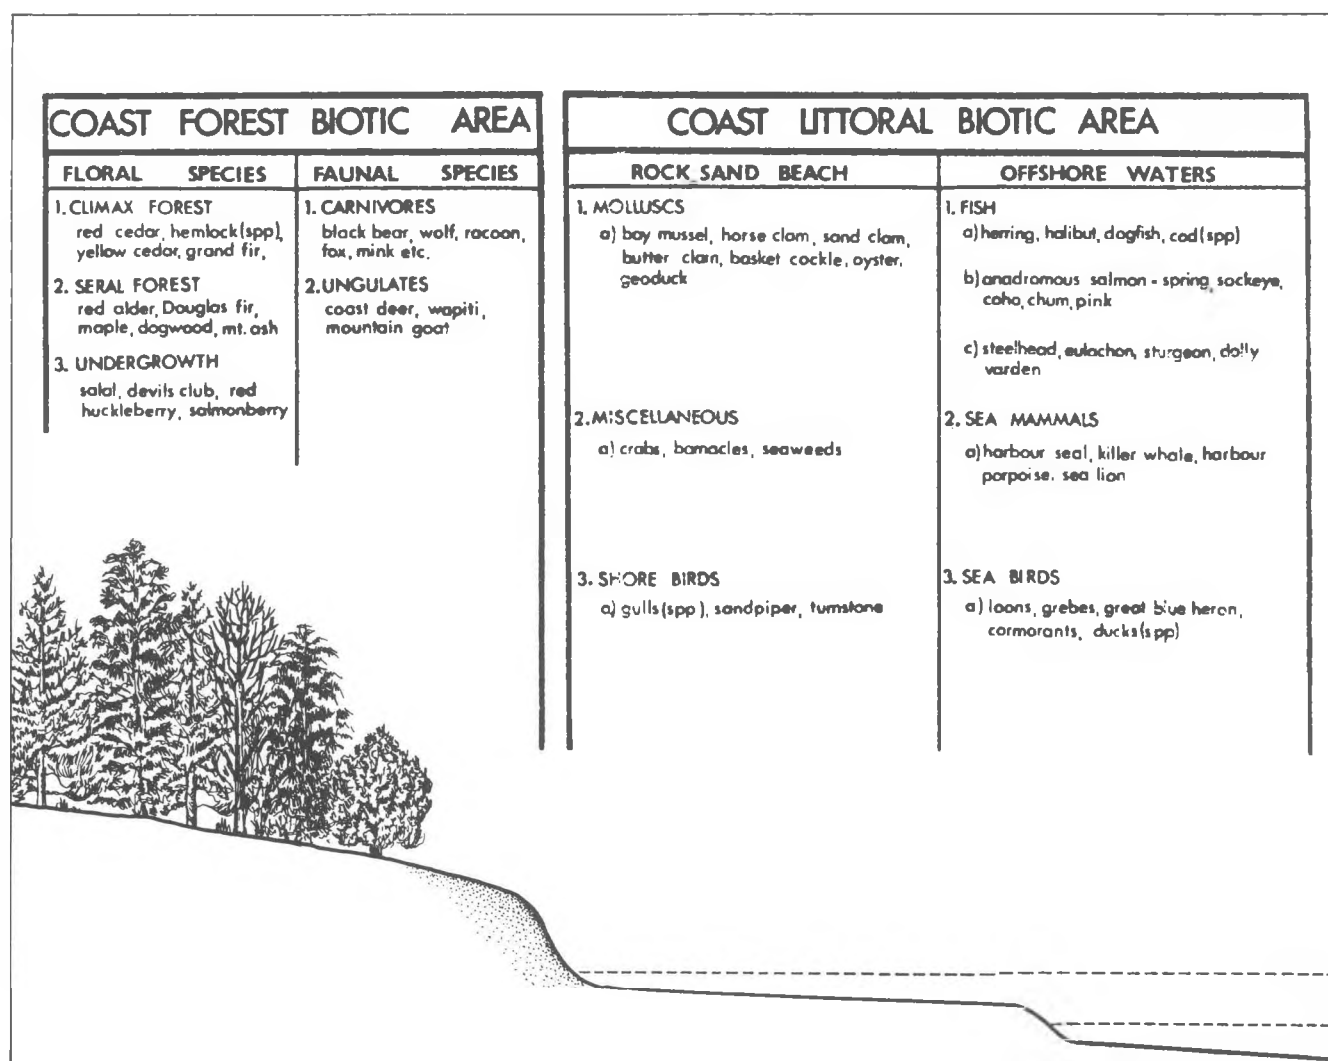 COAST FOREST BIOTIC AREA
FLORAL SPECIES
1. CLIMAX FOREST
red cedar, hemlock(spp),
yellow cedar, grand fir,
2. SERAL FOREST
red alder, Douglas fir,
maple, dogwood, mt. ash
3. UNDERGROWTH
salal, devils club, red
huckleberry, salmonberry
FAUNAL SPECIES
1. CARNIVORES
black bear, wolf, racoon,
fox, mink etc.
2. UNGULATES
coast deer, wapiti,
mountain goat
COAST LITTORAL BIOTIC AREA
ROCK SAND BEACH
1. MOLLUSCS
a) bay mussel, horse clam, sand clam,
butter clam, basket cockle, oyster,
geoduck
2. MISCELLANEOUS
a) crabs, barnacles, seaweeds
3. SHORE BIRDS
a) gulls(spp), sandpiper, turnstone
OFFSHORE WATERS
1. FISH
a) herring, halibut, dogfish, cod(spp)
b) anadromous salmon - spring, sockeye,
coho, chum, pink
c) steelhead, eulachon, sturgeon, dolly
varden
2. SEA MAMMALS
a) harbour seal, killer whale, harbour
porpoise, sea lion
3. SEA BIRDS
a) loons, grebes, great blue heron,
cormorants, ducks(spp)